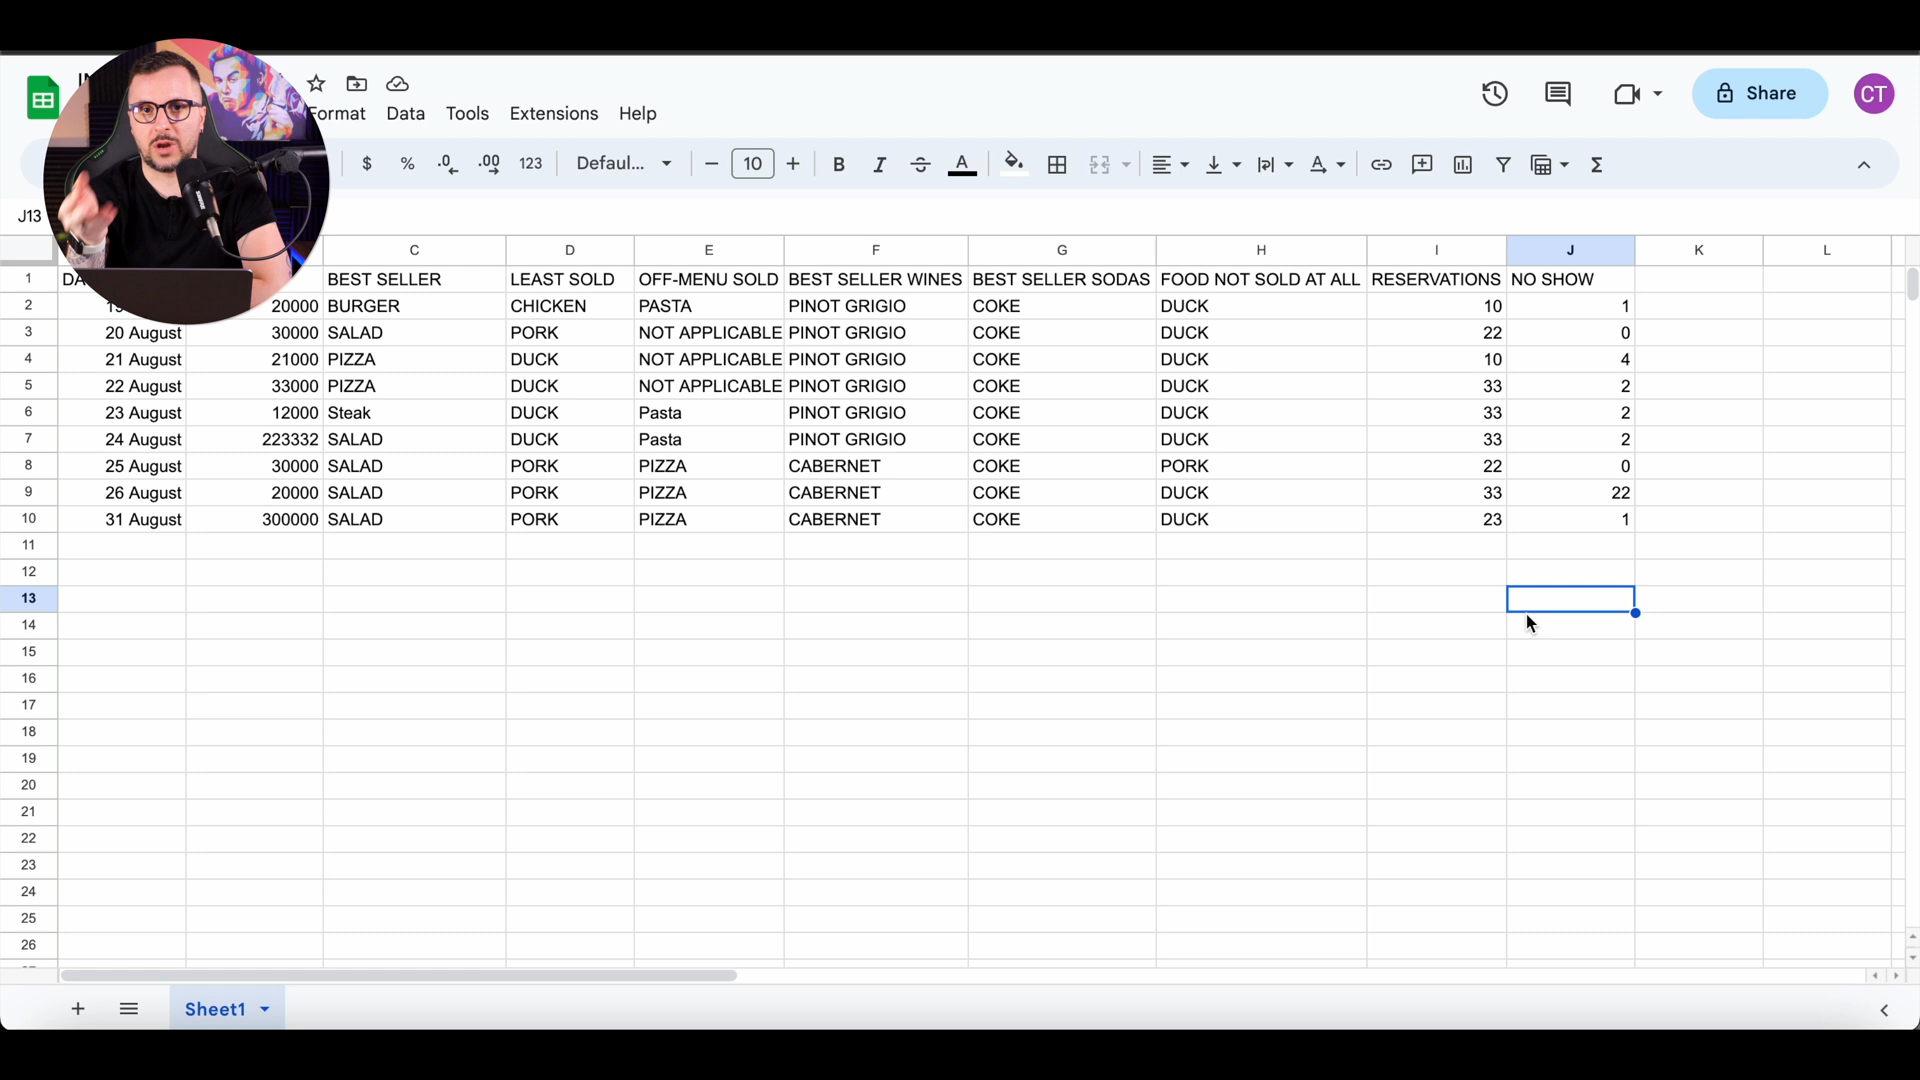 Format Data Tools Extensions Help
Share
CT
$ % .0 .00 123 Defaul... 10 B I S A Σ
J13
C D E F G H I J K L
1 DA BEST SELLER LEAST SOLD OFF-MENU SOLD BEST SELLER WINES BEST SELLER SODAS FOOD NOT SOLD AT ALL RESERVATIONS NO SHOW
2 20000 BURGER CHICKEN PASTA PINOT GRIGIO COKE DUCK 10 1
3 20 August 30000 SALAD PORK NOT APPLICABLE PINOT GRIGIO COKE DUCK 22 0
4 21 August 21000 PIZZA DUCK NOT APPLICABLE PINOT GRIGIO COKE DUCK 10 4
5 22 August 33000 PIZZA DUCK NOT APPLICABLE PINOT GRIGIO COKE DUCK 33 2
6 23 August 12000 Steak DUCK Pasta PINOT GRIGIO COKE DUCK 33 2
7 24 August 223332 SALAD DUCK Pasta PINOT GRIGIO COKE DUCK 33 2
8 25 August 30000 SALAD PORK PIZZA CABERNET COKE PORK 22 0
9 26 August 20000 SALAD PORK PIZZA CABERNET COKE DUCK 33 22
10 31 August 300000 SALAD PORK PIZZA CABERNET COKE DUCK 23 1
11
12
13
14
15
16
17
18
19
20
21
22
23
24
25
26
Sheet1